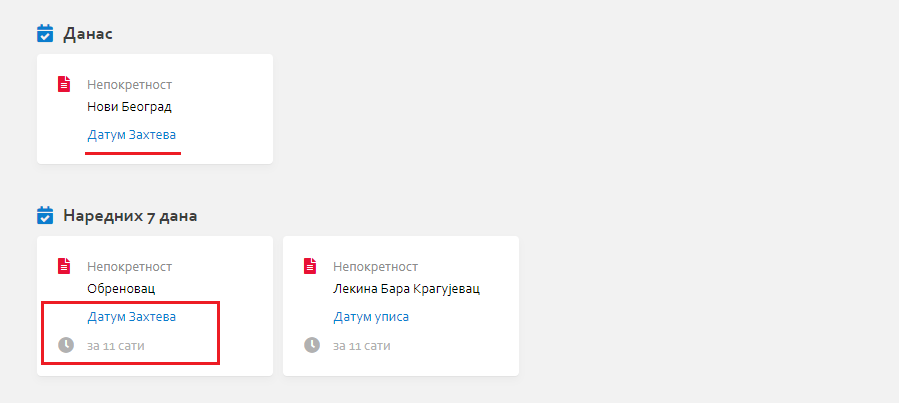 Данас
Непокретност
Нови Београд
Датум Захтева
Наредних 7 дана
Непокретност
Обреновац
Датум Захтева
за 11 сати
Непокретност
Лекина Бара Крагујевац
Датум уписа
за 11 сати